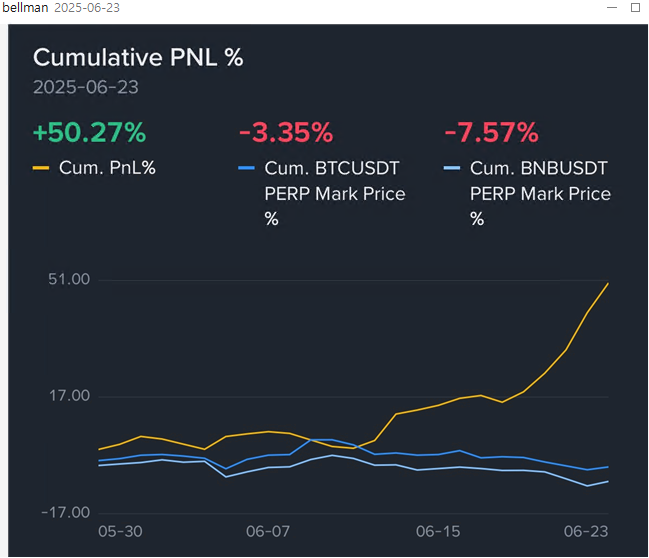 bellman 2025-06-23
Cumulative PNL %
2025-06-23
+50.27%
Cum. PnL%
-3.35%
Cum. BTCUSDT
PERP Mark Price
%
-7.57%
Cum. BNBUSDT
PERP Mark Price
%
51.00
17.00
-17.00
05-30 06-07 06-15 06-23